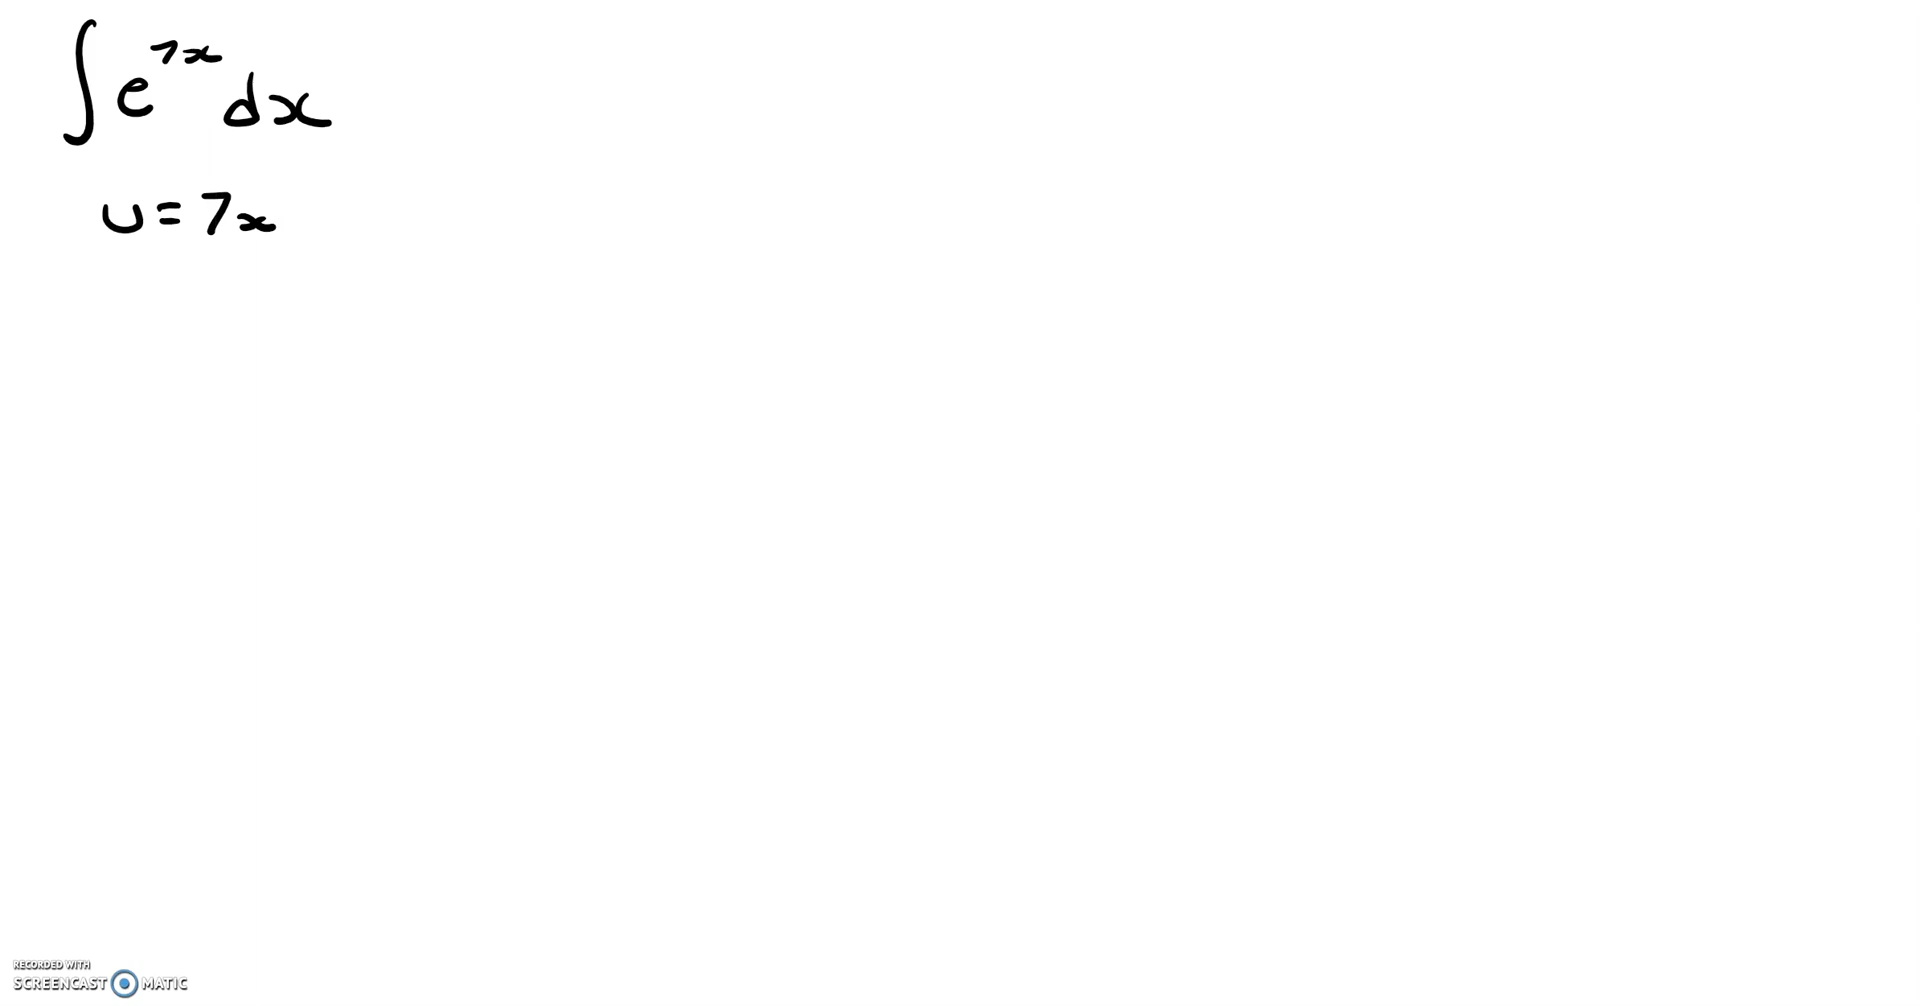 ∫ e^{7x} dx
u = 7x
RECORDED WITH
SCREENCAST MATIC